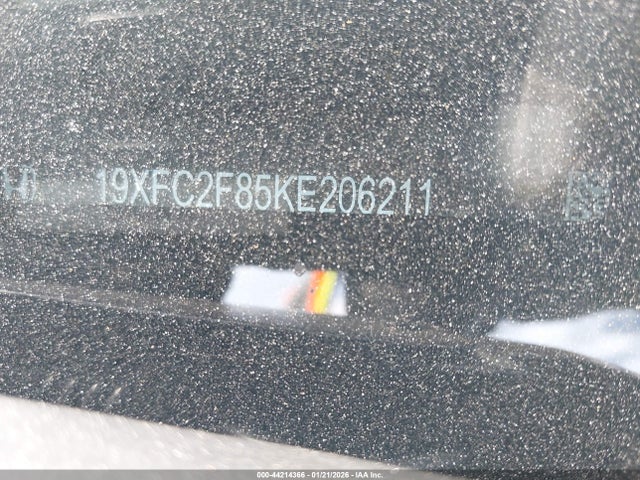 19XFC2F85KE206211
000-44214366 - 01/21/2026 - IAA Inc.